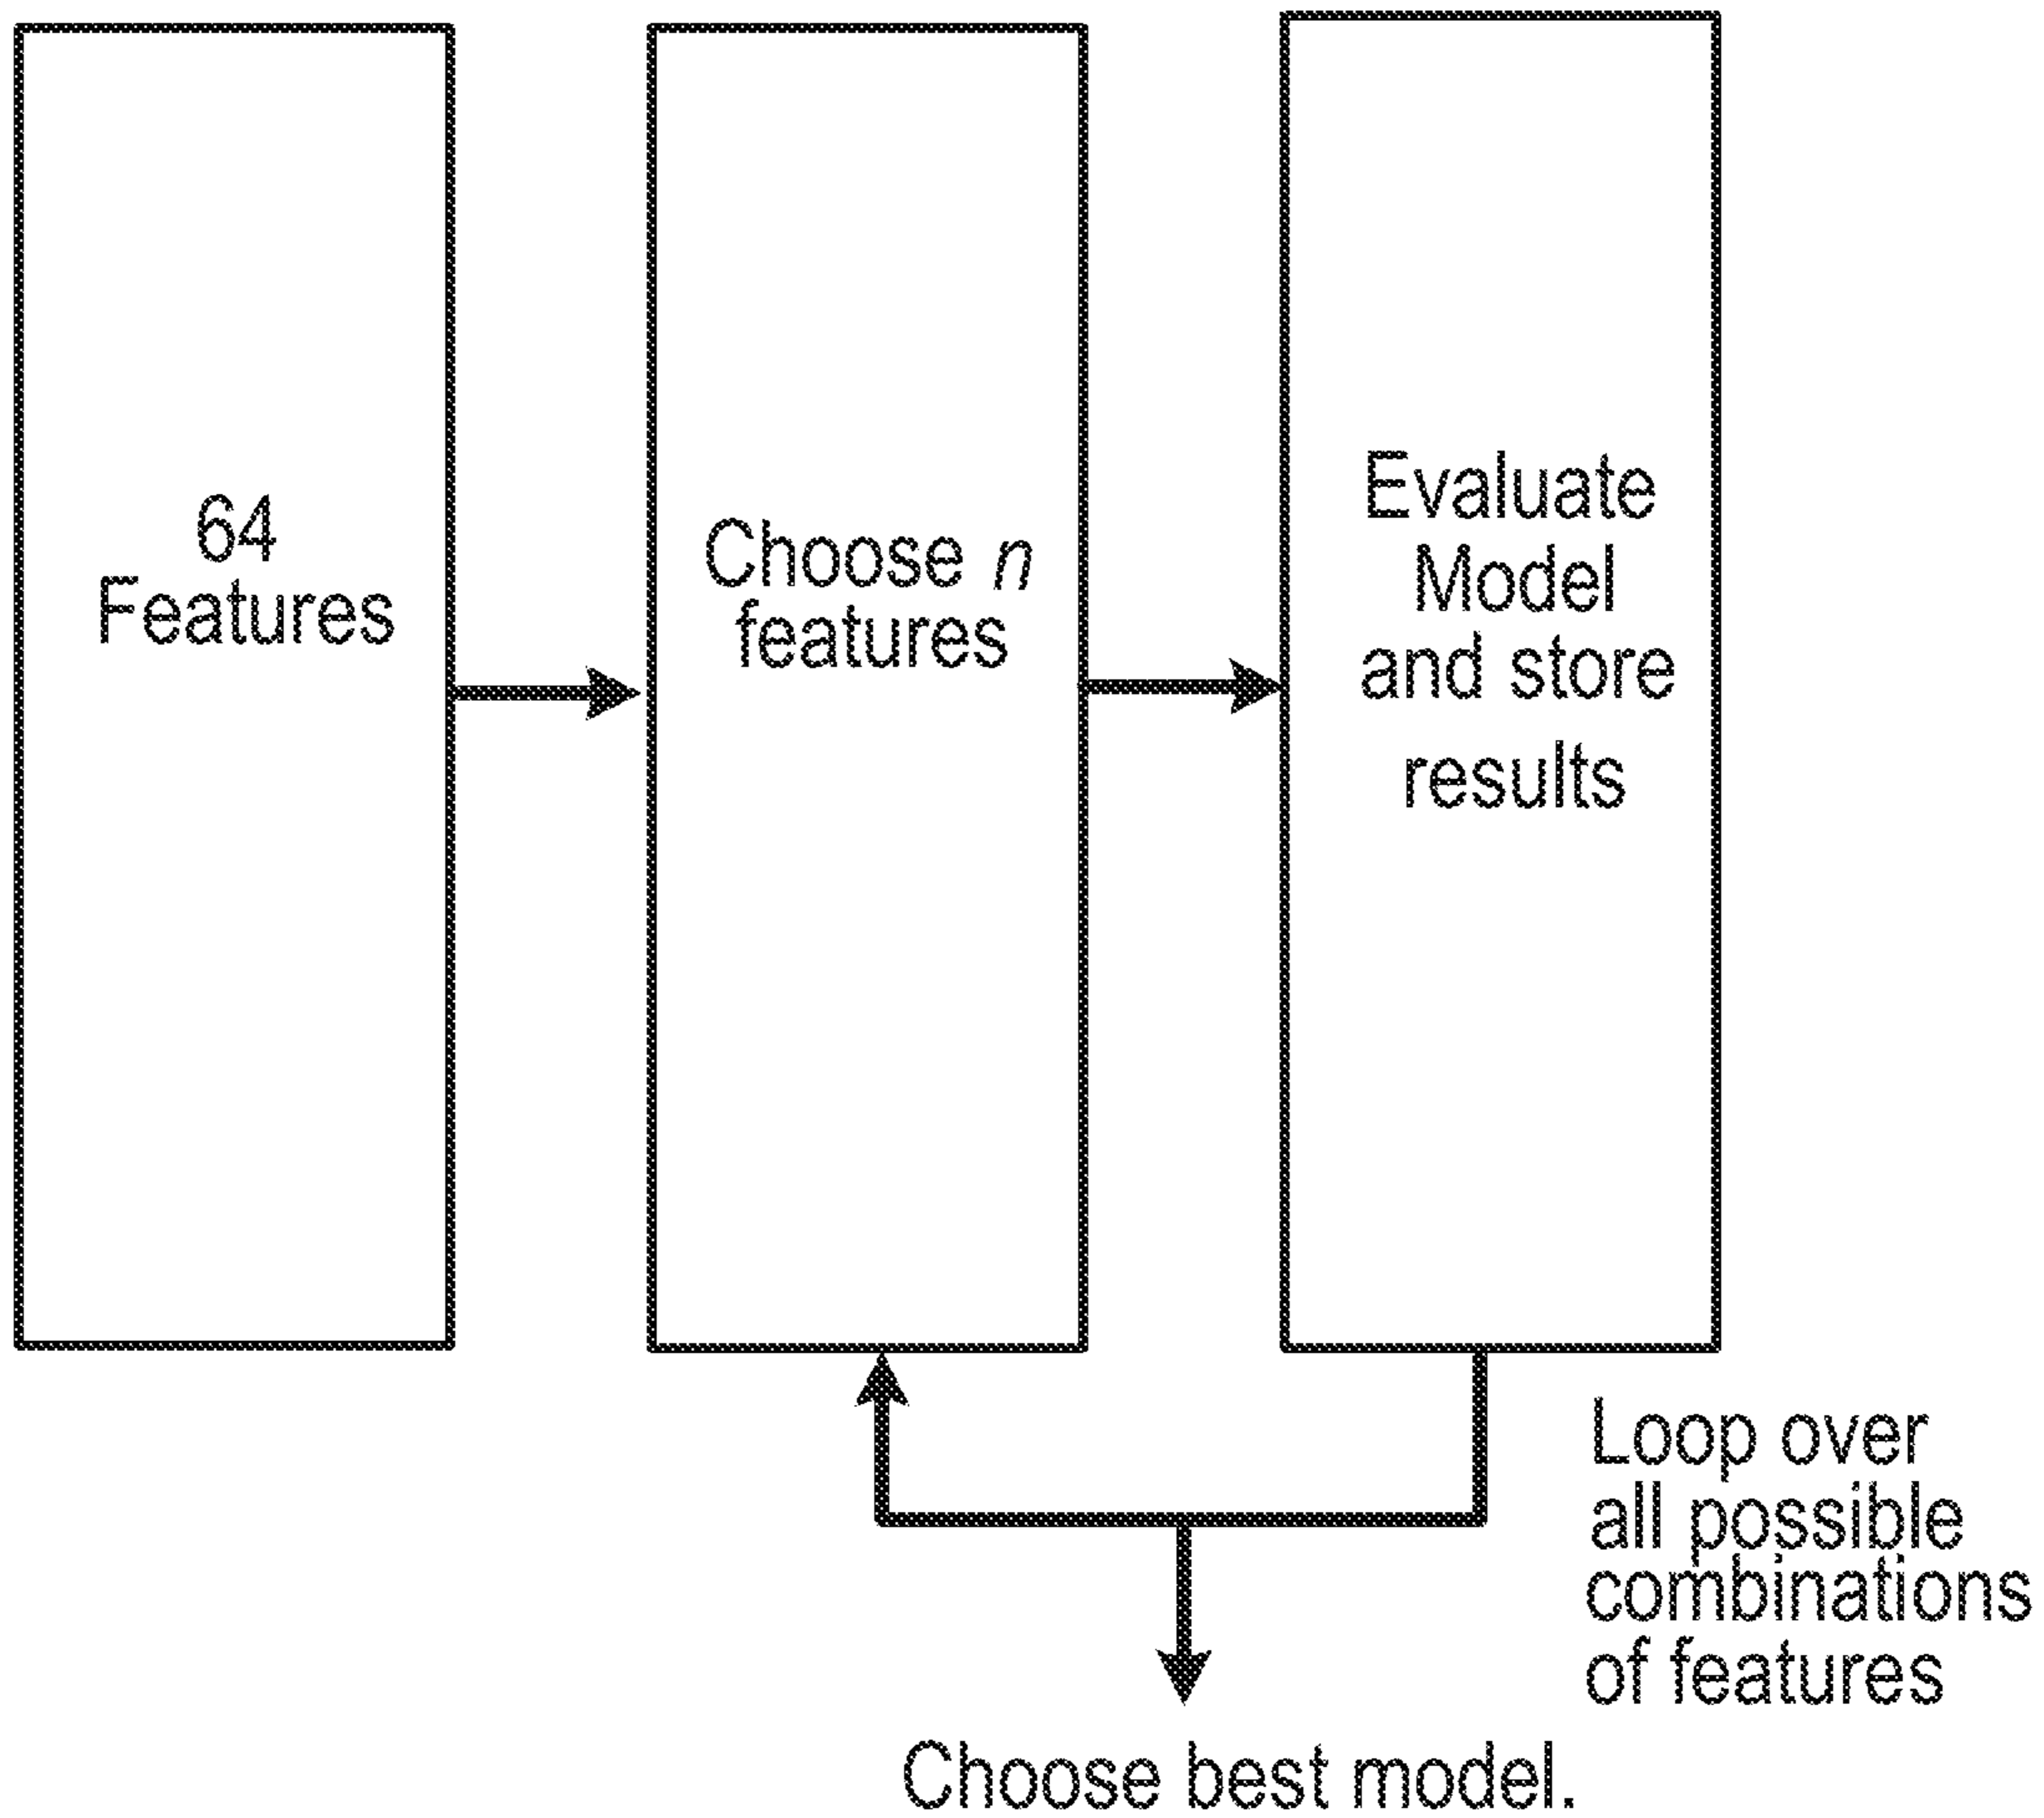 64
Features
Choose n
features
Evaluate
Model
and store
results
Loop over
all possible
combinations
of features
Choose best model.